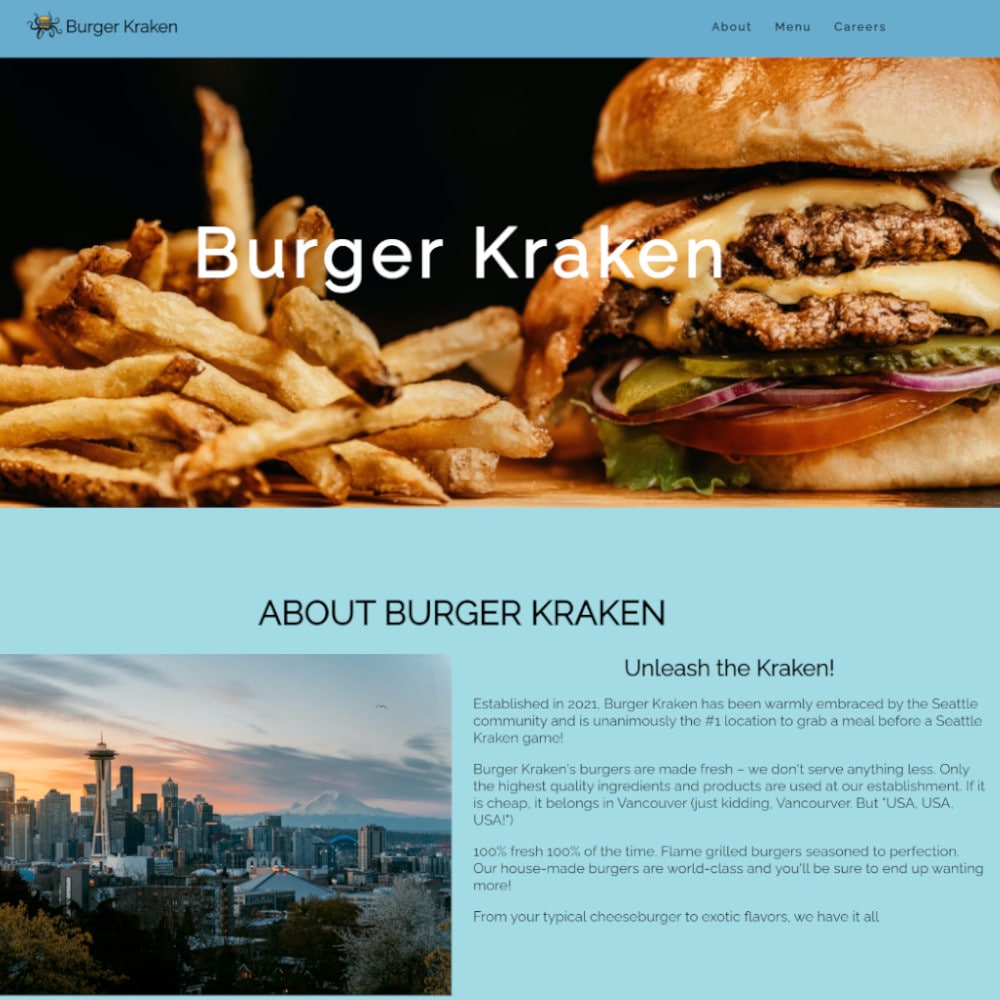 Burger Kraken
About Menu Careers
Burger Kraken
ABOUT BURGER KRAKEN
Unleash the Kraken!
Established in 2021, Burger Kraken has been warmly embraced by the Seattle
community and is unanimously the #1 location to grab a meal before a Seattle
Kraken game!
Burger Kraken's burgers are made fresh – we don't serve anything less. Only
the highest quality ingredients and products are used at our establishment. If it
is cheap, it belongs in Vancouver (just kidding, Vancourver. But "USA, USA,
USA!")
100% fresh 100% of the time. Flame grilled burgers seasoned to perfection.
Our house-made burgers are world-class and you'll be sure to end up wanting
more!
From your typical cheeseburger to exotic flavors, we have it all